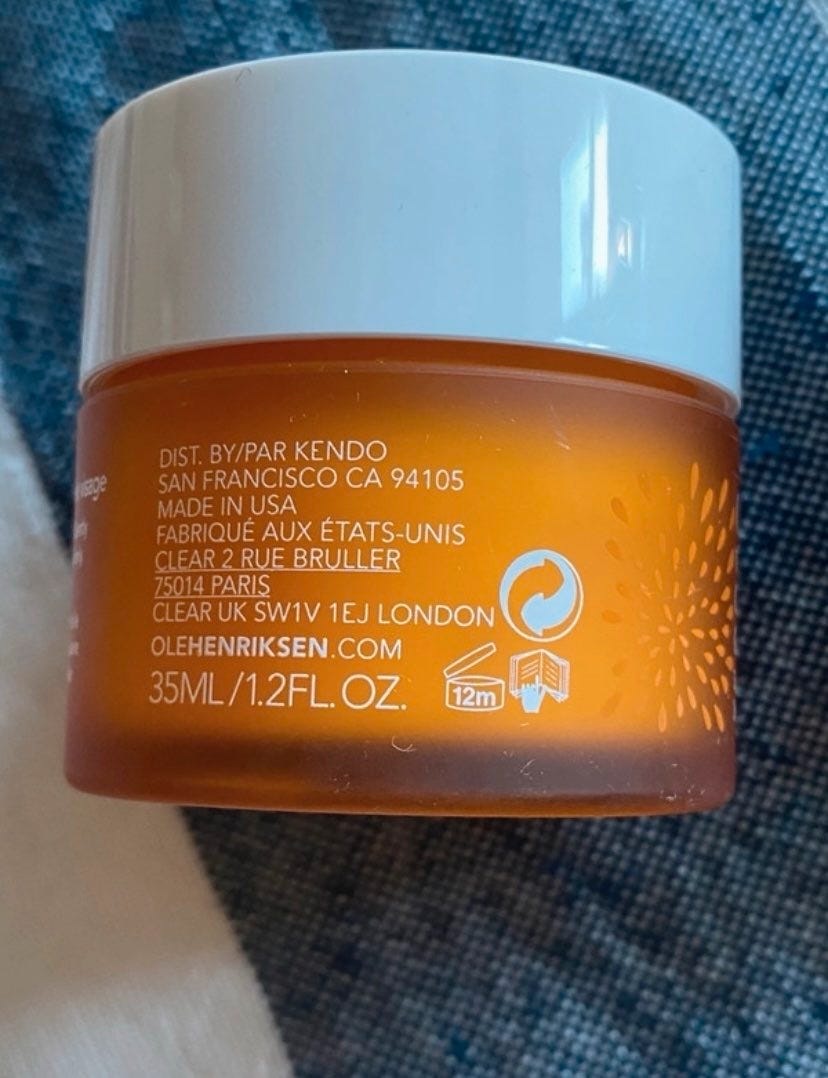 DIST. BY/PAR KENDO
SAN FRANCISCO CA 94105
MADE IN USA
FABRIQUÉ AUX ÉTATS-UNIS
CLEAR 2 RUE BRULLER
75014 PARIS
CLEAR UK SW1V 1EJ LONDON
OLEHENRIKSEN.COM
35ML/1.2FL. OZ.
12m
visage